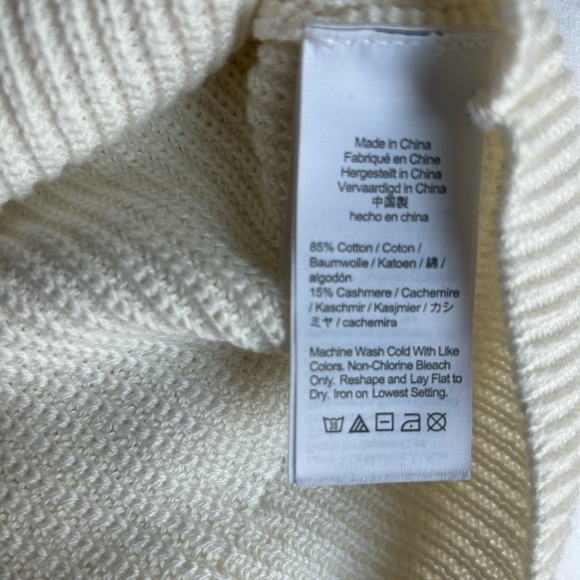 Made in China
Fabriqué en Chine
Hergestellt in China
Vervaardigd in China
中国製
hecho en china
85% Cotton / Coton /
Baumwolle / Katoen / 綿 /
algodón
15% Cashmere / Cachemire
/ Kaschmir / Kasjmier / カシ
ミヤ / cachemira
Machine Wash Cold With Like
Colors. Non-Chlorine Bleach
Only. Reshape and Lay Flat to
Dry. Iron on Lowest Setting.
30